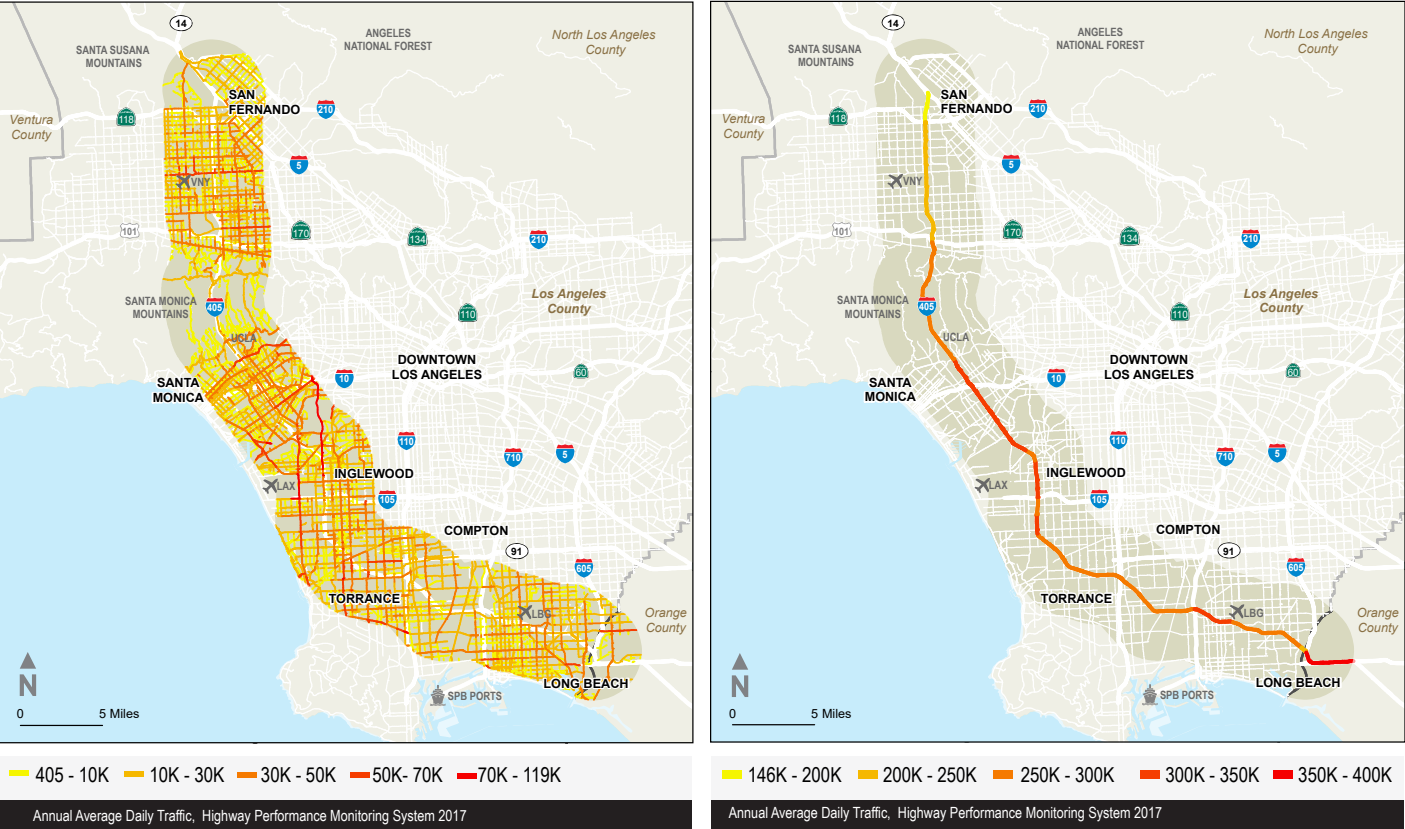 14
ANGELES
NATIONAL FOREST
North Los Angeles
County
SANTA SUSANA
MOUNTAINS
SAN
FERNANDO
210
118
Ventura
County
5
VNY
101
170
134
210
SANTA MONICA
MOUNTAINS
405
Los Angeles
County
110
UCLA
DOWNTOWN
LOS ANGELES
60
SANTA
MONICA
10
110
710
5
INGLEWOOD
LAX
105
COMPTON
91
605
TORRANCE
LBG
Orange
County
N
LONG BEACH
SPB PORTS
0 5 Miles
405 - 10K 10K - 30K 30K - 50K 50K- 70K 70K - 119K
Annual Average Daily Traffic, Highway Performance Monitoring System 2017
14
ANGELES
NATIONAL FOREST
North Los Angeles
County
SANTA SUSANA
MOUNTAINS
SAN
FERNANDO
210
118
Ventura
County
5
VNY
101
170
134
210
SANTA MONICA
MOUNTAINS
405
Los Angeles
County
110
UCLA
DOWNTOWN
LOS ANGELES
60
SANTA
MONICA
10
110
710
5
INGLEWOOD
LAX
105
COMPTON
91
605
TORRANCE
LBG
Orange
County
N
LONG BEACH
SPB PORTS
0 5 Miles
146K - 200K 200K - 250K 250K - 300K 300K - 350K 350K - 400K
Annual Average Daily Traffic, Highway Performance Monitoring System 2017